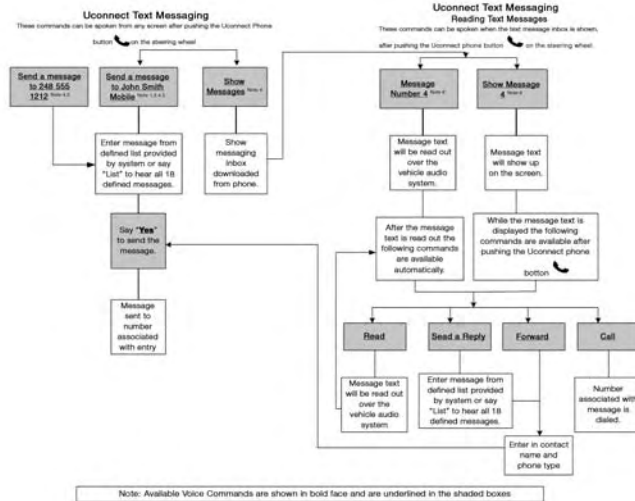 Uconnect Text Messaging
These commands can be spoken from any screen after pushing the Uconnect Phone
button on the steering wheel
Send a message
to 248 555
1212
Send a message
to John Smith
Mobile
Show
Messages Note 4
Enter message from
defined list provided
by system or say
"List" to hear all 18
defined messages.
Show
messaging
inbox
downloaded
from phone.
Say "Yes"
to send the
message.
Message
sent to
number
associated
with entry
Uconnect Text Messaging
Reading Text Messages
These commands can be spoken when the text message inbox is shown,
after pushing the Uconnect phone button on the steering wheel.
Message
Number 4 Note 4
Show Message
4 Note 4
Message text
will be read out
over the
vehicle audio
system.
Message text
will show up
on the screen.
After the message
text is read out the
following commands
are available
automatically.
While the message text is
displayed the following
commands are available after
pushing the Uconnect phone
botton
Read
Send a Reply
Forward
Call
Message text
will be read out
over the
vehicle audio
system
Enter message from
defined list provided
by system or say
"List" to hear all 18
defined messages.
Number
associated with
message is
dialed.
Enter in contact
name and
phone type
Note: Available Voice Commands are shown in bold face and are underlined in the shaded boxes